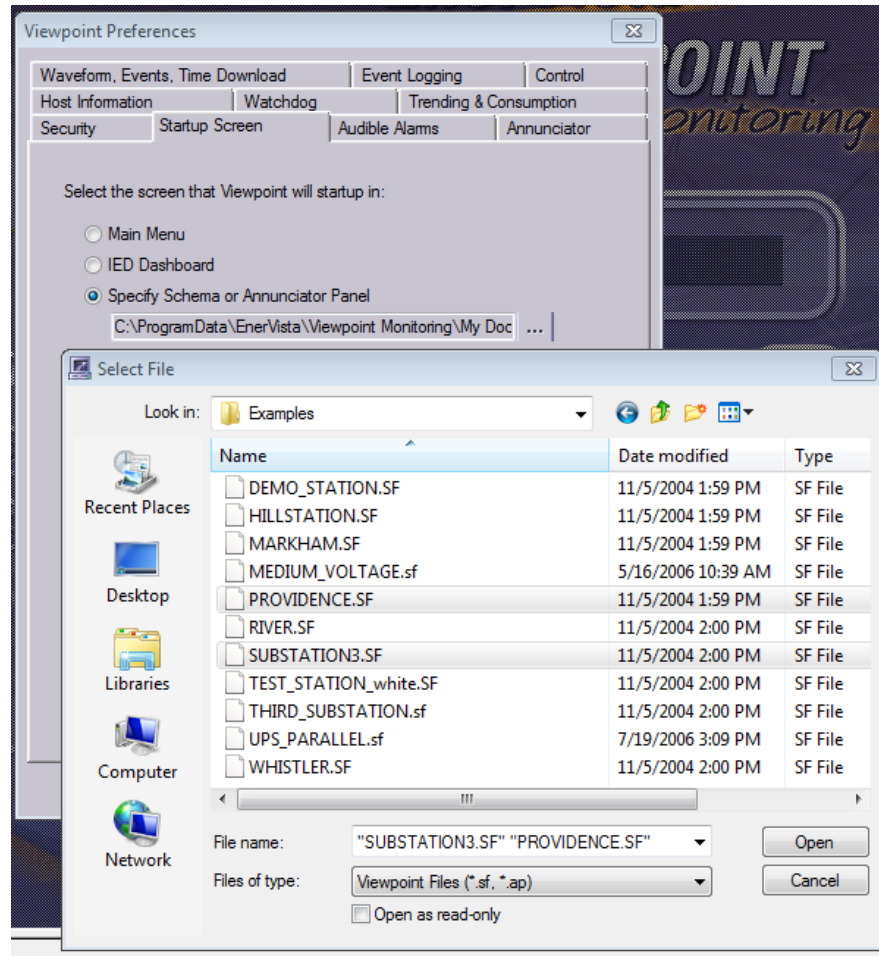 Viewpoint Preferences
OINT
onitoring
Waveform, Events, Time Download Event Logging Control
Host Information Watchdog Trending & Consumption
Security Startup Screen Audible Alarms Annunciator
Select the screen that Viewpoint will startup in:
Main Menu
IED Dashboard
Specify Schema or Annunciator Panel
C:\ProgramData\EnerVista\Viewpoint Monitoring\My Doc ...
Select File
Look in: Examples
Name Date modified Type
DEMO_STATION.SF 11/5/2004 1:59 PM SF File
HILLSTATION.SF 11/5/2004 1:59 PM SF File
MARKHAM.SF 11/5/2004 1:59 PM SF File
MEDIUM_VOLTAGE.sf 5/16/2006 10:39 AM SF File
PROVIDENCE.SF 11/5/2004 1:59 PM SF File
RIVER.SF 11/5/2004 2:00 PM SF File
SUBSTATION3.SF 11/5/2004 2:00 PM SF File
TEST_STATION_white.SF 11/5/2004 2:00 PM SF File
THIRD_SUBSTATION.sf 11/5/2004 2:00 PM SF File
UPS_PARALLEL.sf 7/19/2006 3:09 PM SF File
WHISTLER.SF 11/5/2004 2:00 PM SF File
Recent Places
Desktop
Libraries
Computer
Network
File name: "SUBSTATION3.SF" "PROVIDENCE.SF" Open
Files of type: Viewpoint Files (*.sf, *.ap) Cancel
Open as read-only